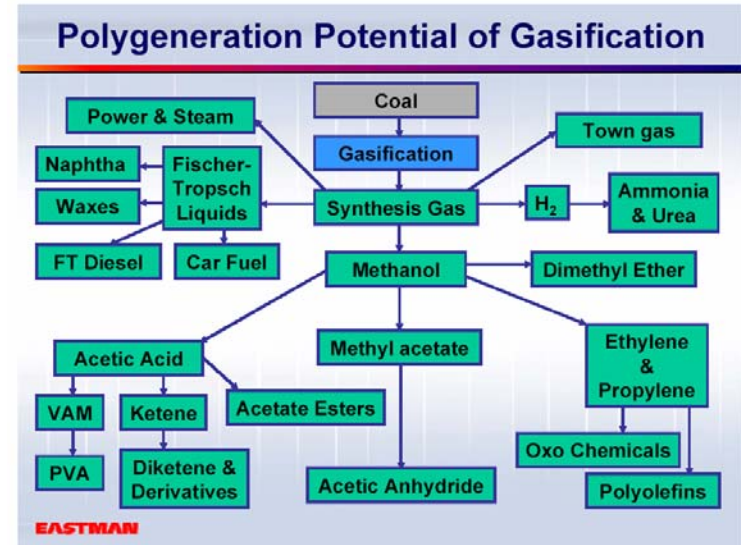 Polygeneration Potential of Gasification
Coal
Power & Steam
Town gas
Gasification
Naphtha
Fischer-
Tropsch
Liquids
Waxes
Synthesis Gas
H2
Ammonia
& Urea
FT Diesel
Car Fuel
Methanol
Dimethyl Ether
Acetic Acid
Methyl acetate
Ethylene
&
Propylene
VAM
Ketene
Acetate Esters
PVA
Diketene &
Derivatives
Acetic Anhydride
Oxo Chemicals
Polyolefins
EASTMAN